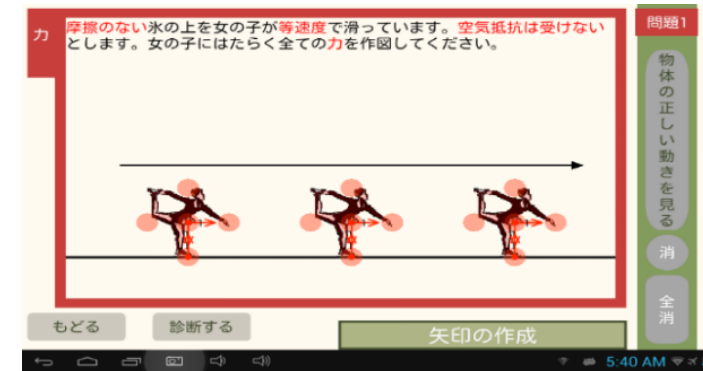 力
摩擦のない氷の上を女の子が等速度で滑っています。空気抵抗は受けない
とします。女の子にはたらく全ての力を作図してください。
問題1
物体の正しい動きを見る
消
全消
もどる
診断する
矢印の作成
5:40 AM